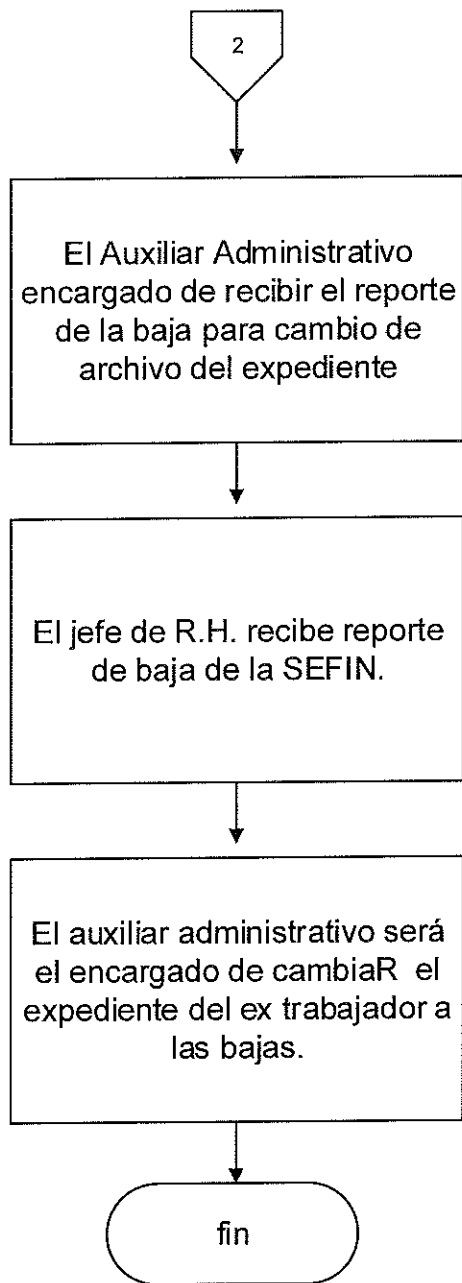 2
El Auxiliar Administrativo
encargado de recibir el reporte
de la baja para cambio de
archivo del expediente
El jefe de R.H. recibe reporte
de baja de la SEFIN.
El auxiliar administrativo será
el encargado de cambiaR el
expediente del ex trabajador a
las bajas.
fin